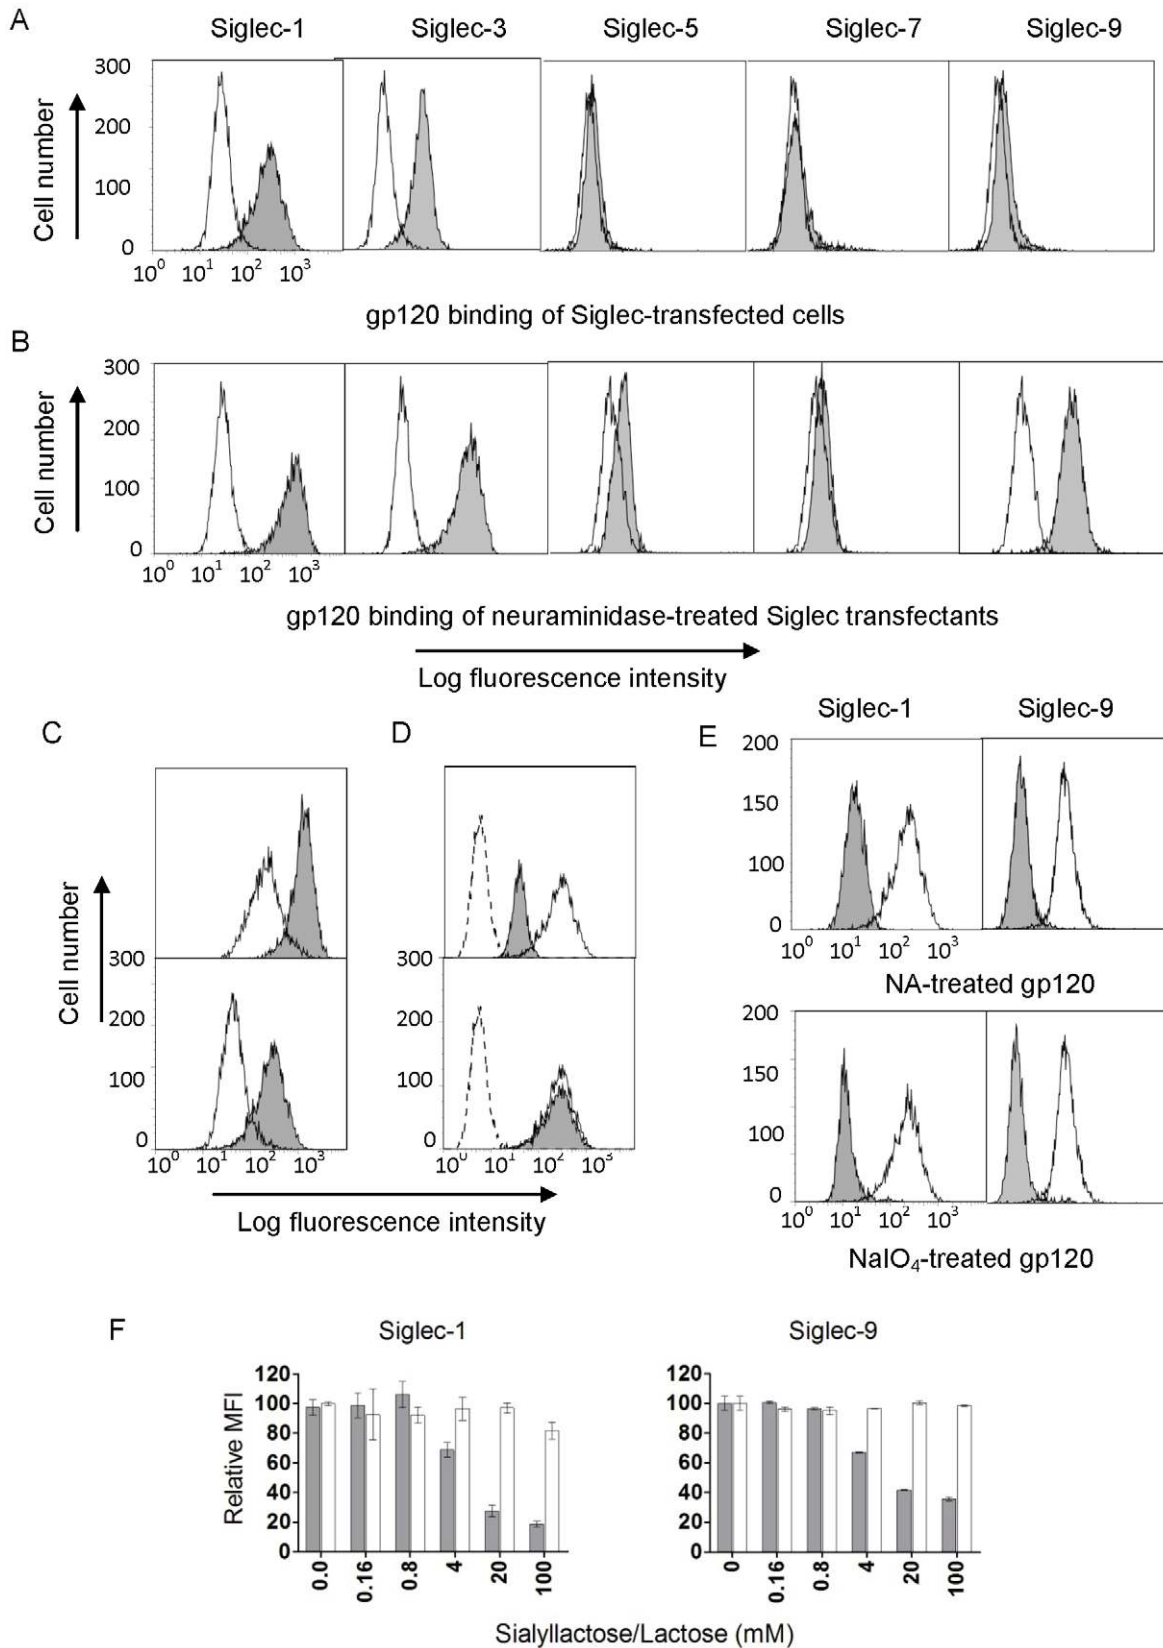 A
Siglec-1 Siglec-3 Siglec-5 Siglec-7 Siglec-9
Cell number
300
200
100
0
10⁰ 10¹ 10² 10³
gp120 binding of Siglec-transfected cells
B
Cell number
300
200
100
0
10⁰ 10¹ 10² 10³
gp120 binding of neuraminidase-treated Siglec transfectants
Log fluorescence intensity
C
Cell number
300
200
100
0
10⁰ 10¹ 10² 10³
D
300
200
100
0
10⁰ 10¹ 10² 10³
Log fluorescence intensity
E
Siglec-1 Siglec-9
200
150
100
0
10⁰ 10¹ 10² 10³
NA-treated gp120
200
150
100
0
10⁰ 10¹ 10² 10³
NaIO₄-treated gp120
F
Siglec-1
Relative MFI
120
100
80
60
40
20
0
0.0 0.16 0.8 4 20 100
Siglec-9
120
100
80
60
40
20
0
0 0.16 0.8 4 20 100
Sialyllactose/Lactose (mM)